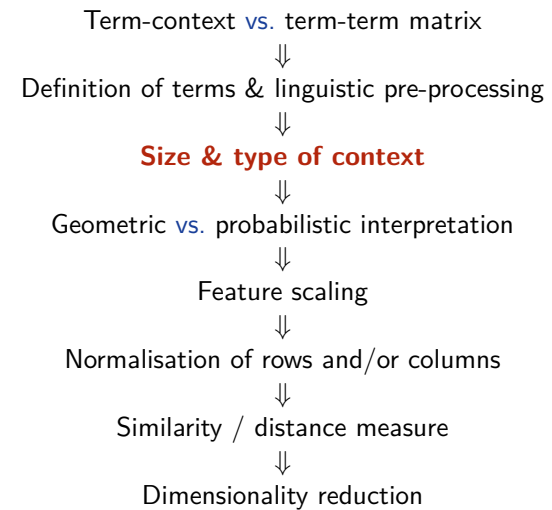 Term-context vs. term-term matrix
⇓
Definition of terms & linguistic pre-processing
⇓
Size & type of context
⇓
Geometric vs. probabilistic interpretation
⇓
Feature scaling
⇓
Normalisation of rows and/or columns
⇓
Similarity / distance measure
⇓
Dimensionality reduction